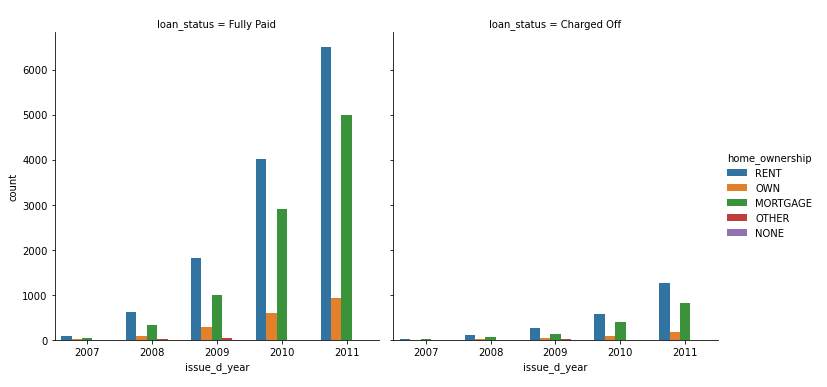 loan_status = Fully Paid
loan_status = Charged Off
count
6000
5000
4000
3000
2000
1000
0
2007 2008 2009 2010 2011
issue_d_year
2007 2008 2009 2010 2011
issue_d_year
home_ownership
RENT
OWN
MORTGAGE
OTHER
NONE